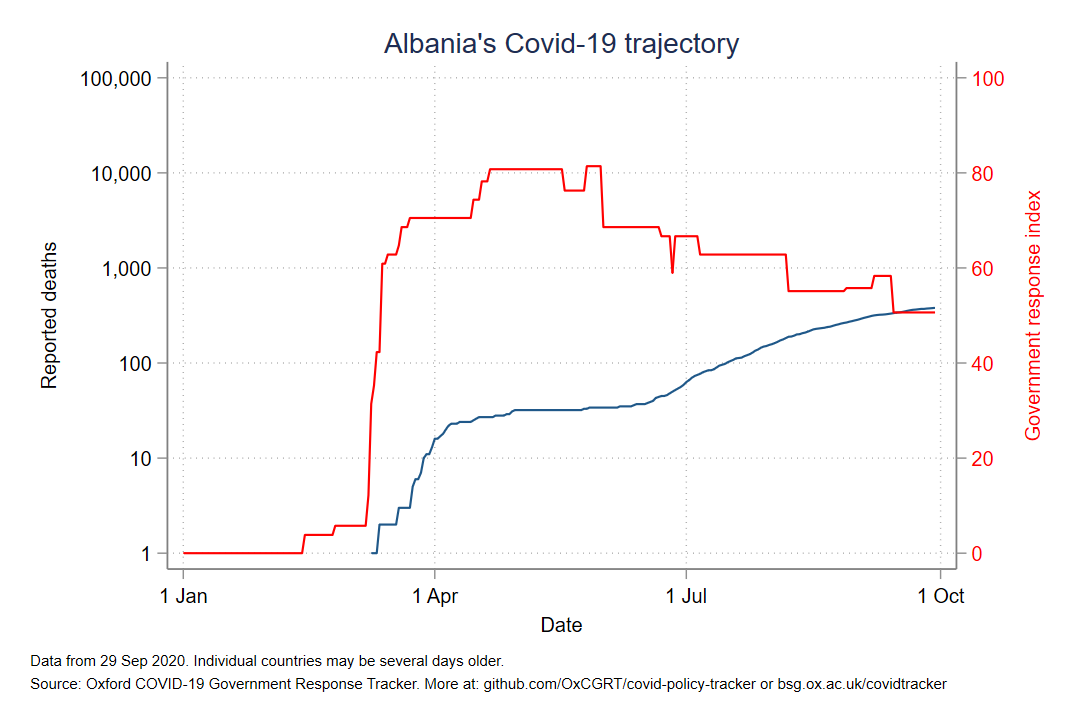 Albania's Covid-19 trajectory
100,000
10,000
1,000
100
10
1
Reported deaths
100
80
60
40
20
0
Government response index
1 Jan
1 Apr
1 Jul
1 Oct
Date
Data from 29 Sep 2020. Individual countries may be several days older.
Source: Oxford COVID-19 Government Response Tracker. More at: github.com/OxCGRT/covid-policy-tracker or bsg.ox.ac.uk/covidtracker